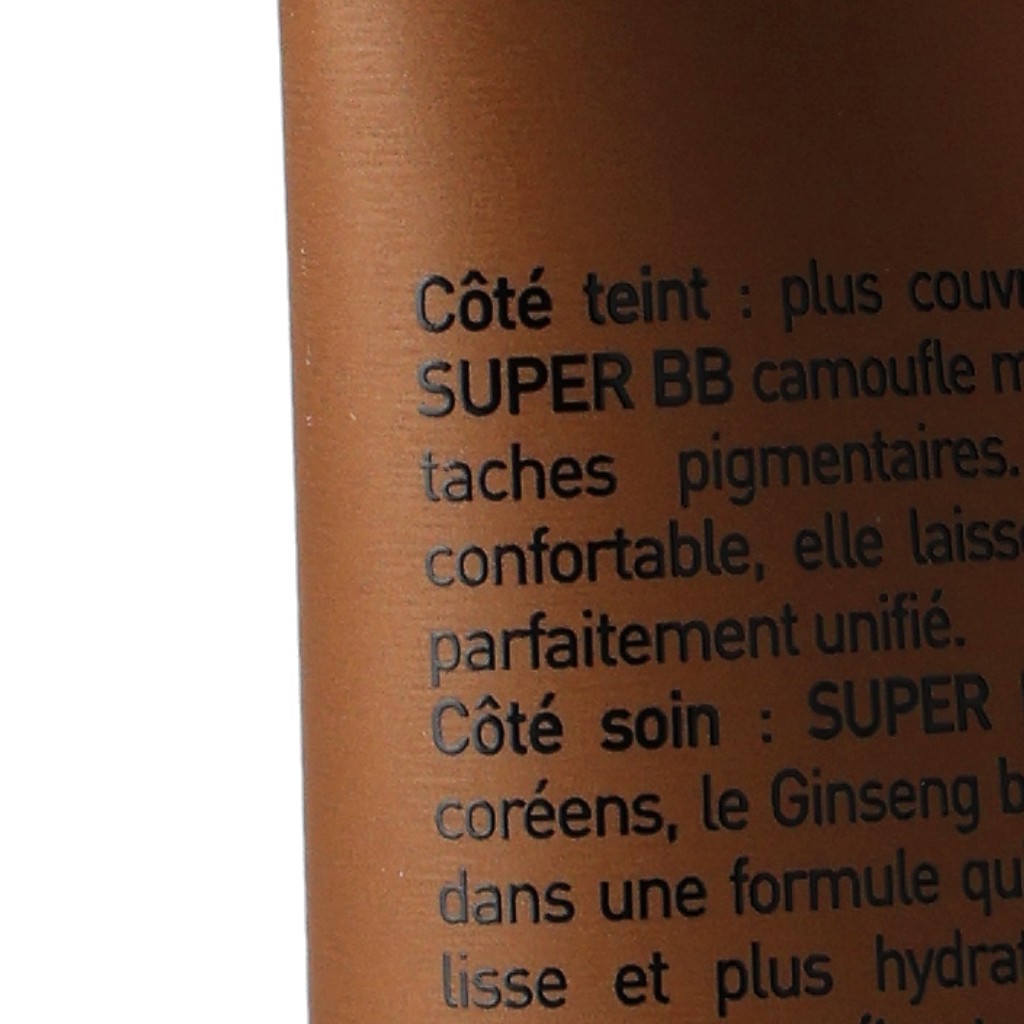 Côté teint : plus
SUPER BB camoufle
taches pigmentaires.
confortable, elle
parfaitement unifié.
Côté soin : SUPER
coréens, le Ginseng
dans une formule
lisse et plus